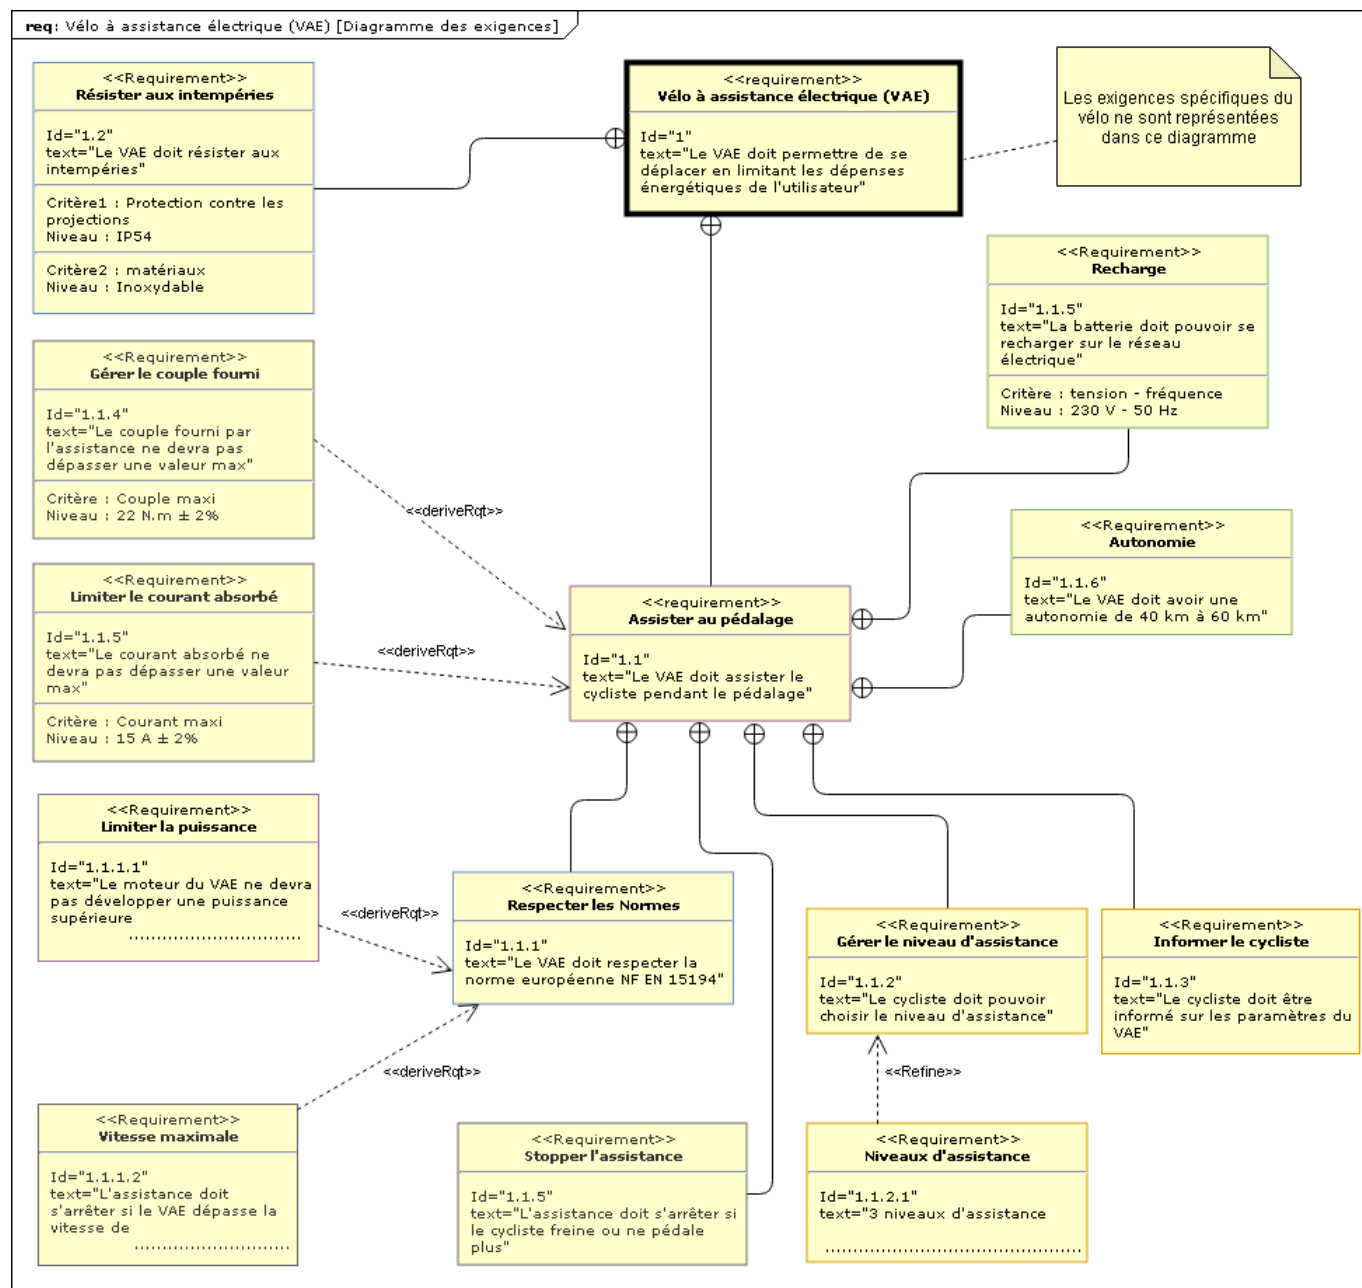 req: Vélo à assistance électrique (VAE) [Diagramme des exigences]
<<Requirement>>
Résister aux intempéries
Id="1.2"
text="Le VAE doit résister aux
intempéries"
Critère1 : Protection contre les
projections
Niveau : IP54
Critère2 : matériaux
Niveau : Inoxydable
<<requirement>>
Vélo à assistance électrique (VAE)
Id="1"
text="Le VAE doit permettre de se
déplacer en limitant les dépenses
énergétiques de l'utilisateur"
Les exigences spécifiques du
vélo ne sont représentées
dans ce diagramme
<<Requirement>>
Recharge
Id="1.1.5"
text="La batterie doit pouvoir se
recharger sur le réseau
électrique"
Critère : tension - fréquence
Niveau : 230 V - 50 Hz
<<Requirement>>
Gérer le couple fourni
Id="1.1.4"
text="Le couple fourni par
l'assistance ne devra pas
dépasser une valeur max"
Critère : Couple maxi
Niveau : 22 N.m ± 2%
<<deriveRqt>>
<<Requirement>>
Autonomie
Id="1.1.6"
text="Le VAE doit avoir une
autonomie de 40 km à 60 km"
<<Requirement>>
Limiter le courant absorbé
Id="1.1.5"
text="Le courant absorbé ne
devra pas dépasser une valeur
max"
Critère : Courant maxi
Niveau : 15 A ± 2%
<<deriveRqt>>
<<requirement>>
Assister au pédalage
Id="1.1"
text="Le VAE doit assister le
cycliste pendant le pédalage"
<<Requirement>>
Limiter la puissance
Id="1.1.1.1"
text="Le moteur du VAE ne devra
pas développer une puissance
supérieure
..............................
<<deriveRqt>>
<<Requirement>>
Respecter les Normes
Id="1.1.1"
text="Le VAE doit respecter la
norme européenne NF EN 15194"
<<Requirement>>
Gérer le niveau d'assistance
Id="1.1.2"
text="Le cycliste doit pouvoir
choisir le niveau d'assistance"
<<Requirement>>
Informer le cycliste
Id="1.1.3"
text="Le cycliste doit être
informé sur les paramètres du
VAE"
<<deriveRqt>>
<<Refine>>
<<Requirement>>
Vitesse maximale
Id="1.1.1.2"
text="L'assistance doit
s'arrêter si le VAE dépasse la
vitesse de
...........................
<<Requirement>>
Stopper l'assistance
Id="1.1.5"
text="L'assistance doit s'arrêter si
le cycliste freine ou ne pédale
plus"
<<Requirement>>
Niveaux d'assistance
Id="1.1.2.1"
text="3 niveaux d'assistance
.............................................